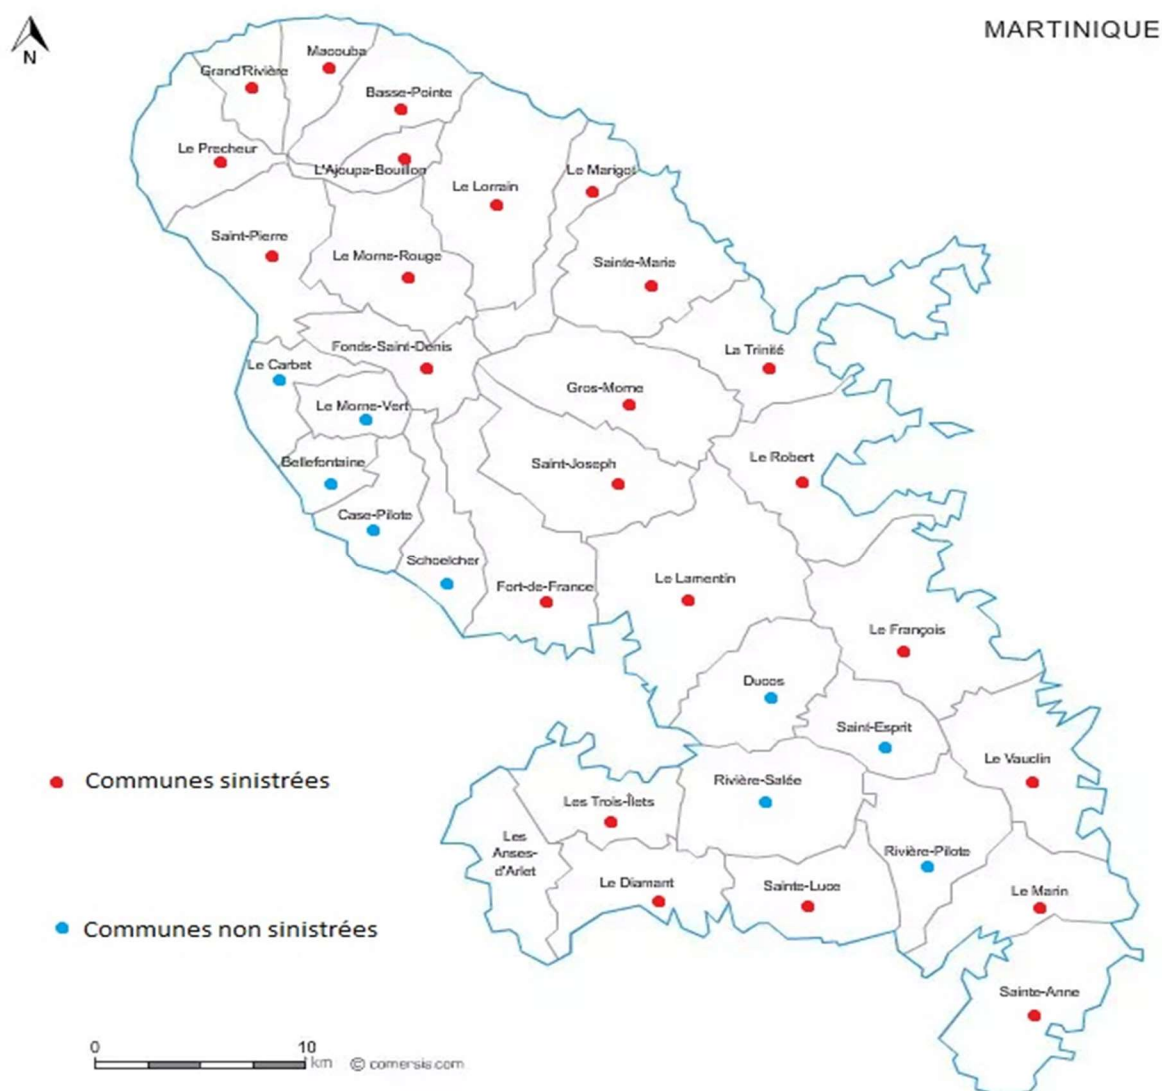 MARTINIQUE
N
Macouba
Grand'Rivière
Basse-Pointe
Le Precheur
L'Ajoupa-Bouillon
Le Marigot
Le Lorrain
Saint-Pierre
Le Morne-Rouge
Sainte-Marie
Fonds-Saint-Denis
La Trinité
Le Carbet
Gros-Morne
Le Morne-Vert
Le Robert
Bellefontaine
Saint-Joseph
Case-Pilote
Schoelcher
Le Lamentin
Fort-de-France
Le François
Ducos
Saint-Esprit
Le Vauclin
Communes sinistrées
Rivière-Salée
Les Trois-Îlets
Les
Anses-
d'Arlet
Rivière-Pilote
Le Diamant
Sainte-Luce
Le Marin
Communes non sinistrées
Sainte-Anne
0 10
km © comersis.com